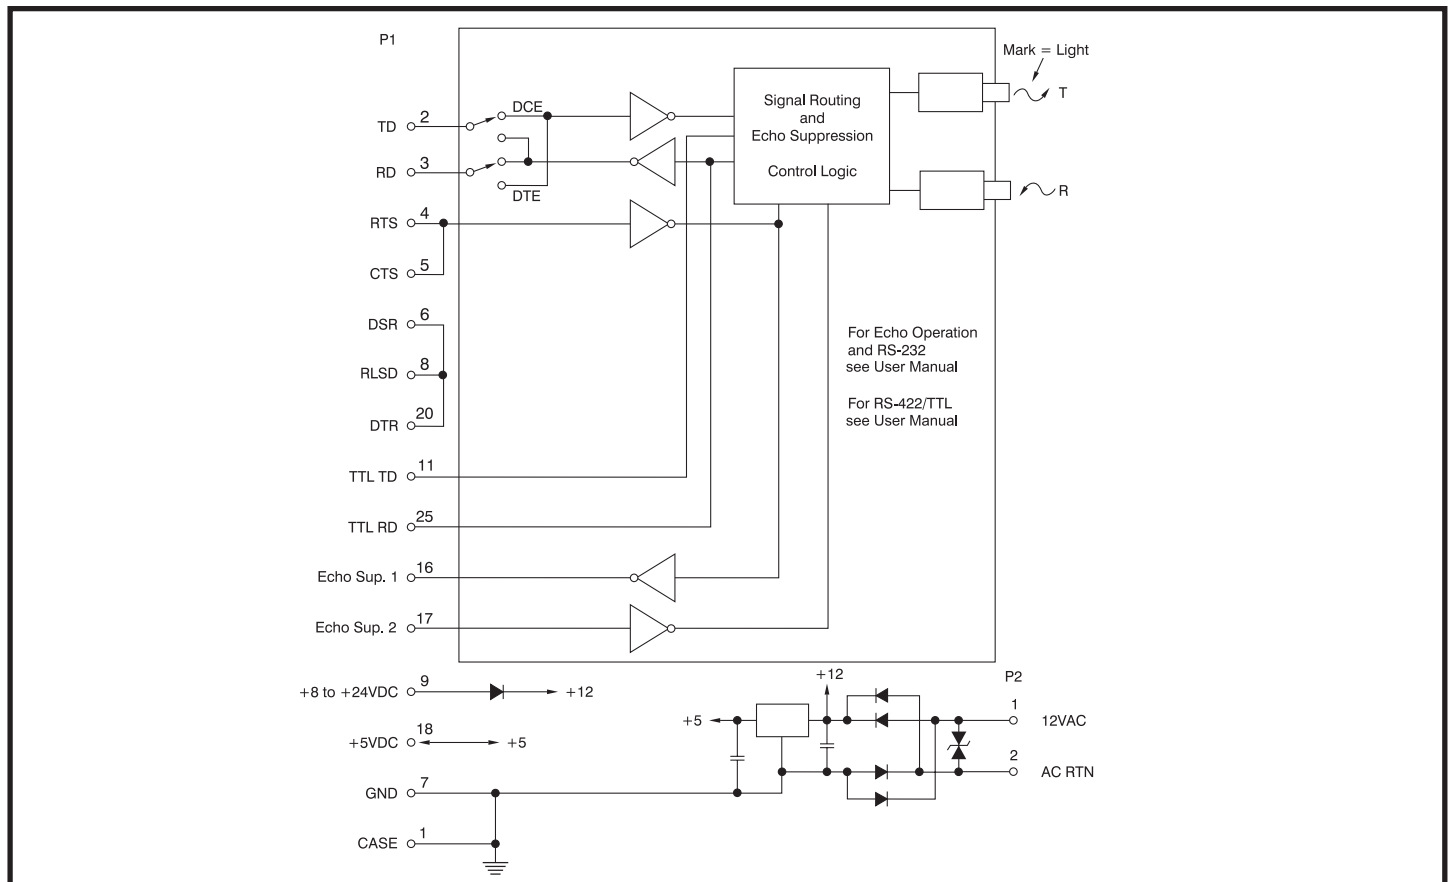 P1
Mark = Light
T
R
Signal Routing
and
Echo Suppression
Control Logic
DCE
DTE
TD 2
RD 3
RTS 4
CTS 5
DSR 6
RLSD 8
DTR 20
TTL TD 11
TTL RD 25
Echo Sup. 1 16
Echo Sup. 2 17
For Echo Operation
and RS-232
see User Manual
For RS-422/TTL
see User Manual
+8 to +24VDC 9
+12
+5VDC 18
+5
GND 7
CASE 1
+12
+5
P2
1
12VAC
2
AC RTN